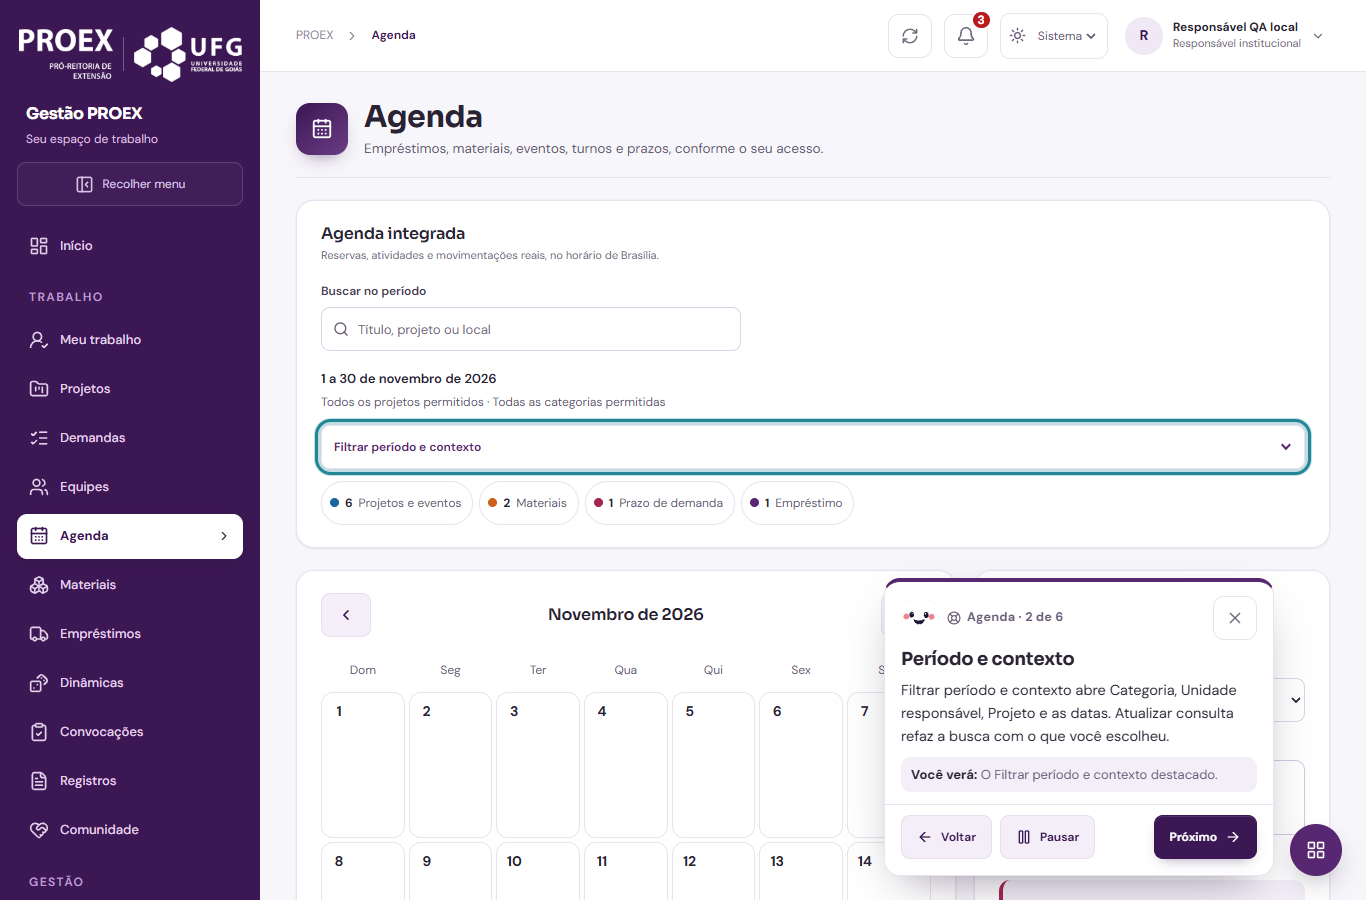 PROEX
PRÓ-REITORIA DE
EXTENSÃO
UFG
UNIVERSIDADE
FEDERAL DE GOIÁS
Gestão PROEX
Seu espaço de trabalho
Recolher menu
Início
TRABALHO
Meu trabalho
Projetos
Demandas
Equipes
Agenda
Materiais
Empréstimos
Dinâmicas
Convocações
Registros
Comunidade
GESTÃO
PROEX
Agenda
3
Sistema
R
Responsável QA local
Responsável institucional
Agenda
Empréstimos, materiais, eventos, turnos e prazos, conforme o seu acesso.
Agenda integrada
Reservas, atividades e movimentações reais, no horário de Brasília.
Buscar no período
Título, projeto ou local
1 a 30 de novembro de 2026
Todos os projetos permitidos · Todas as categorias permitidas
Filtrar período e contexto
6 Projetos e eventos
2 Materiais
1 Prazo de demanda
1 Empréstimo
Novembro de 2026
Dom Seg Ter Qua Qui Sex
1 2 3 4 5 6 7
8 9 10 11 12 13 14
Agenda · 2 de 6
Período e contexto
Filtrar período e contexto abre Categoria, Unidade
responsável, Projeto e as datas. Atualizar consulta
refaz a busca com o que você escolheu.
Você verá: O Filtrar período e contexto destacado.
Voltar
Pausar
Próximo